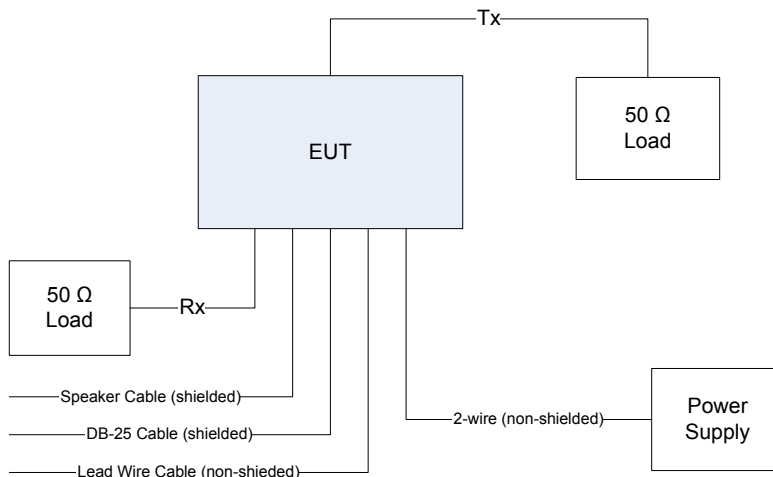 Tx
50 Ω
Load
EUT
50 Ω
Load
Rx
Speaker Cable (shielded)
DB-25 Cable (shielded)
Lead Wire Cable (non-shieded)
2-wire (non-shielded)
Power
Supply